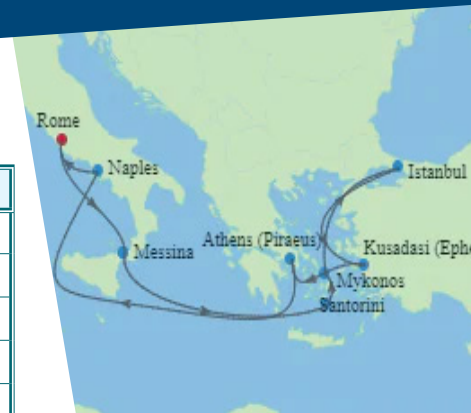 Rome
Naples
Istanbul
Messina
Athens (Piraeus)
Kusadasi (Ephe
Mykonos
Santorini